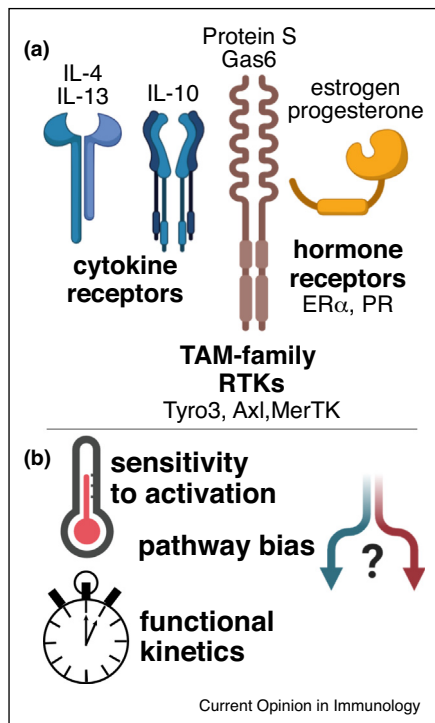 (a)
IL-4
IL-13
IL-10
Protein S
Gas6
estrogen
progesterone
cytokine
receptors
hormone
receptors
ERα, PR
TAM-family
RTKs
Tyro3, Axl,MerTK
(b)
sensitivity
to activation
pathway bias
?
functional
kinetics
Current Opinion in Immunology